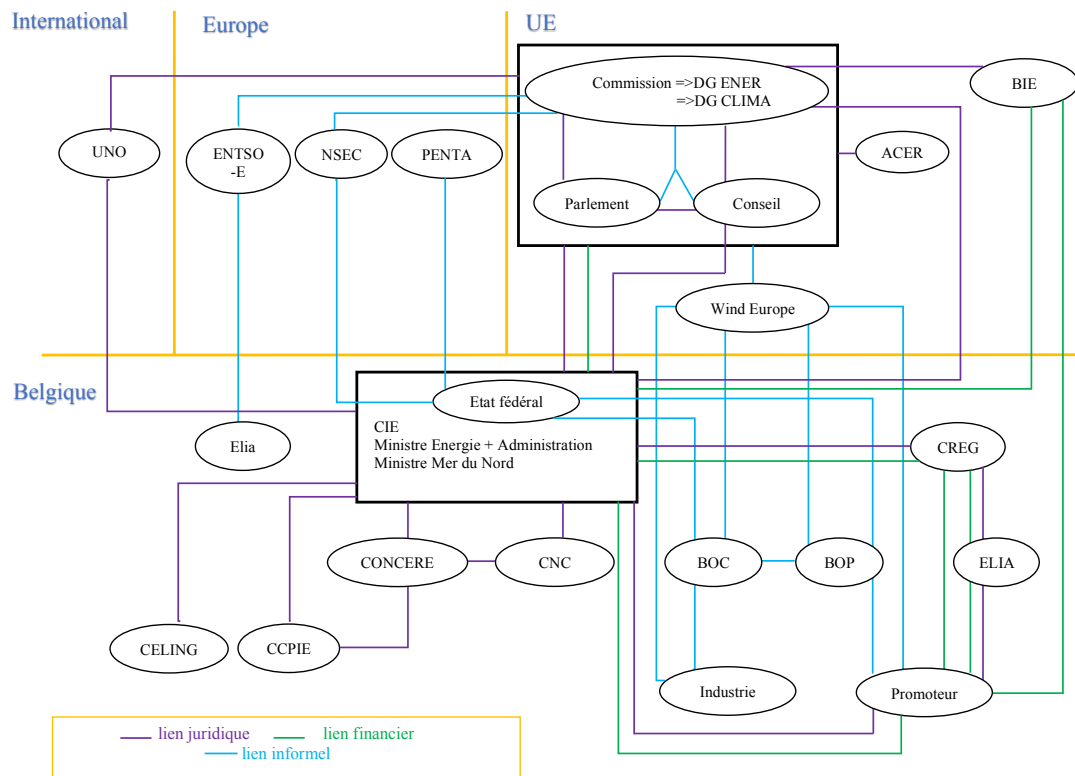 International
Europe
UE
Commission =>DG ENER
=>DG CLIMA
BIE
UNO
ENTSO
-E
NSEC
PENTA
ACER
Parlement
Conseil
Wind Europe
Belgique
Etat fédéral
CIE
Ministre Energie + Administration
Ministre Mer du Nord
Elia
CREG
CONCERE
CNC
BOC
BOP
ELIA
CELING
CCPIE
Industrie
Promoteur
lien juridique
lien financier
lien informel